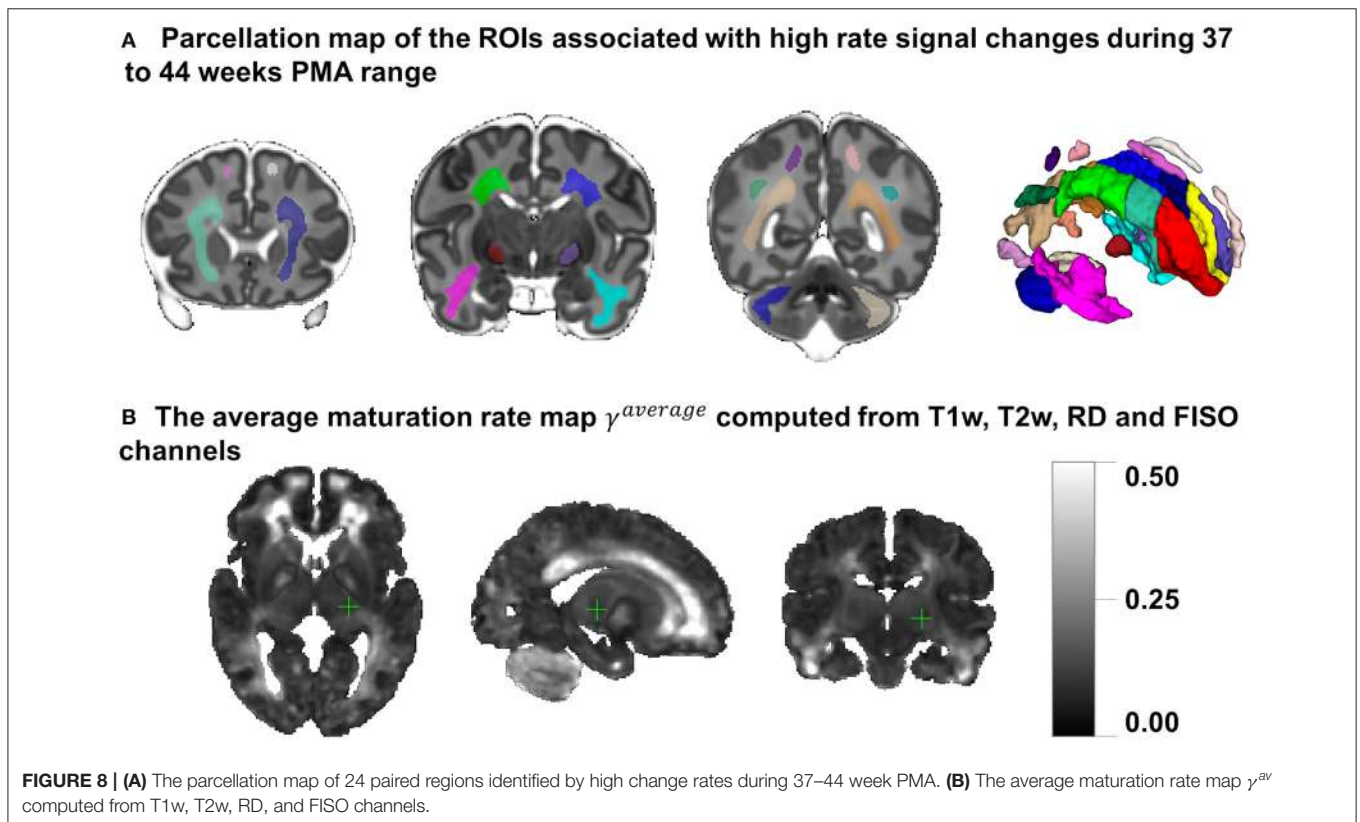 A Parcellation map of the ROIs associated with high rate signal changes during 37
to 44 weeks PMA range
B The average maturation rate map γ^average computed from T1w, T2w, RD and FISO
channels
0.50
0.25
0.00
FIGURE 8 | (A) The parcellation map of 24 paired regions identified by high change rates during 37–44 week PMA. (B) The average maturation rate map γ^av
computed from T1w, T2w, RD, and FISO channels.